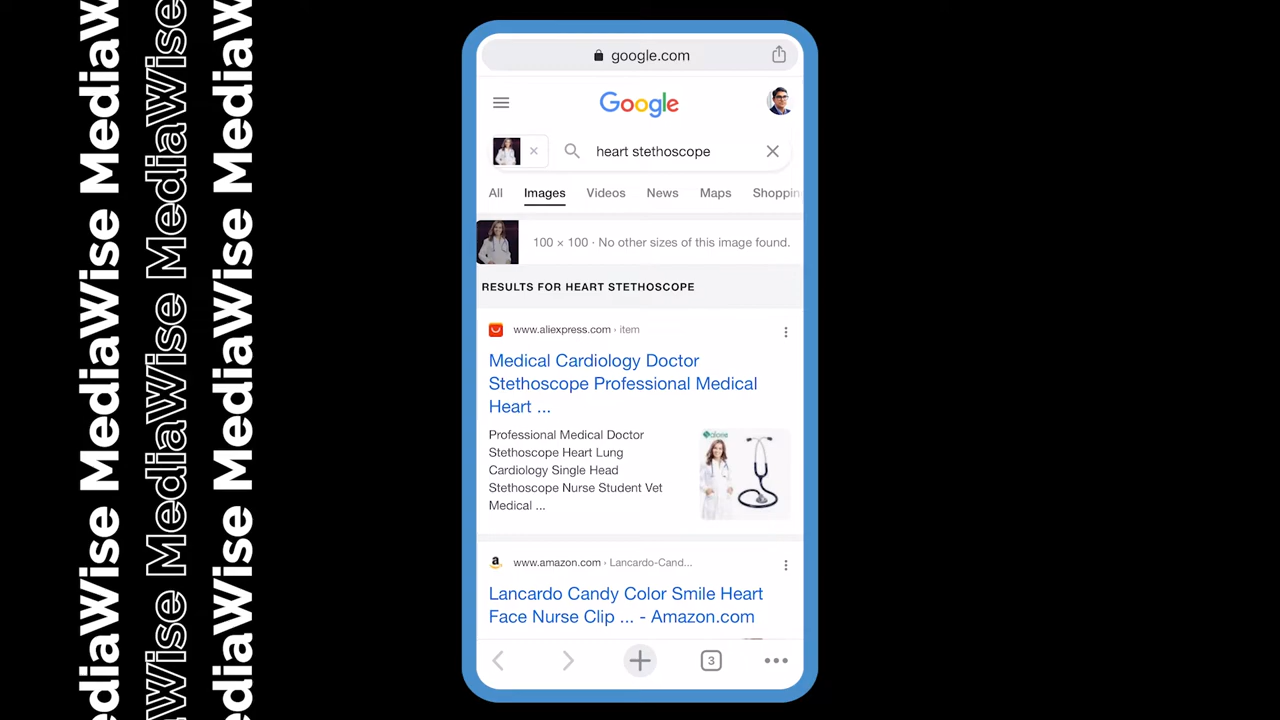 MediaWise MediaWise
MediaWise MediaWise
MediaWise MediaWise
google.com
Google
heart stethoscope
All Images Videos News Maps Shoppin
100 × 100 · No other sizes of this image found.
RESULTS FOR HEART STETHOSCOPE
www.aliexpress.com › item
Medical Cardiology Doctor
Stethoscope Professional Medical
Heart ...
Professional Medical Doctor
Stethoscope Heart Lung
Cardiology Single Head
Stethoscope Nurse Student Vet
Medical ...
www.amazon.com › Lancardo-Cand...
Lancardo Candy Color Smile Heart
Face Nurse Clip ... - Amazon.com
3